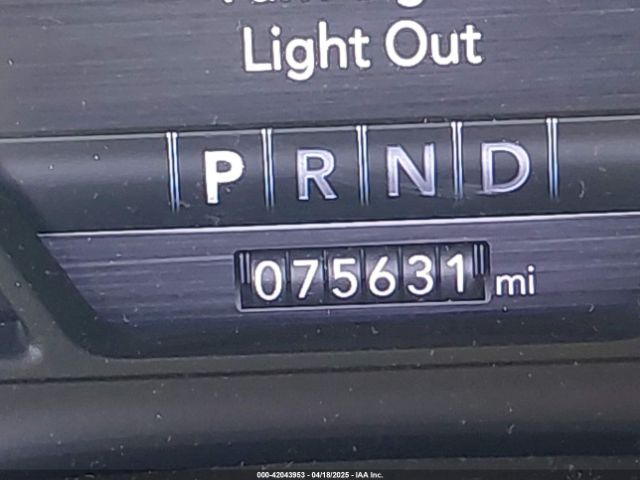 Light Out
P R N D
075631 mi
000-42043953 - 04/18/2025 - IAA Inc.